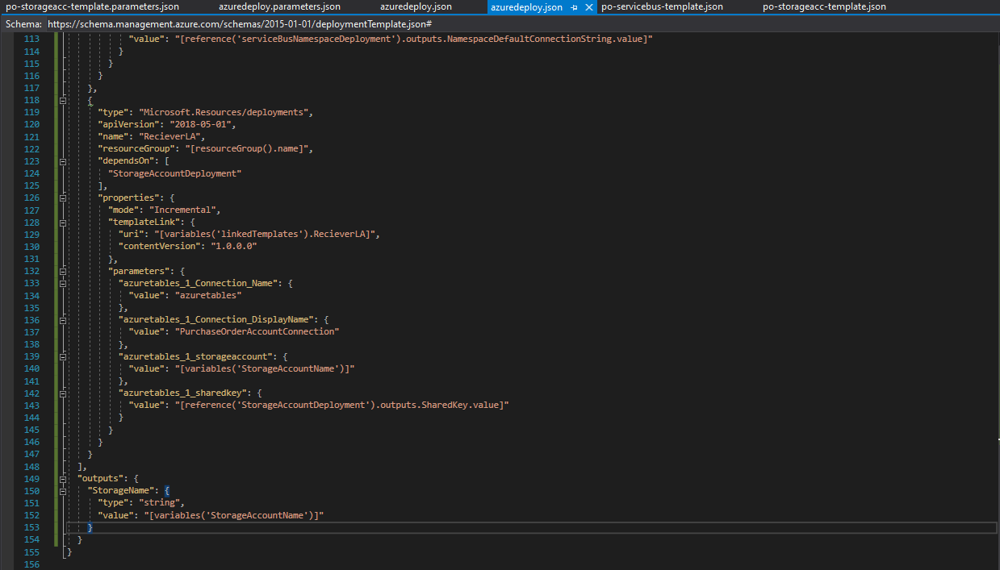 po-storageacc-template.parameters.json azuredeploy.parameters.json azuredeploy.json azuredeploy.json po-servicebus-template.json po-storageacc-template.json
Schema: https://schema.management.azure.com/schemas/2015-01-01/deploymentTemplate.json#
113 "value": "[reference('serviceBusNamespaceDeployment').outputs.NamespaceDefaultConnectionString.value]"
114 }
115 }
116 }
117 },
118 {
119 "type": "Microsoft.Resources/deployments",
120 "apiVersion": "2018-05-01",
121 "name": "RecieverLA",
122 "resourceGroup": "[resourceGroup().name]",
123 "dependsOn": [
124 "StorageAccountDeployment"
125 ],
126 "properties": {
127 "mode": "Incremental",
128 "templateLink": {
129 "uri": "[variables('linkedTemplates').RecieverLA]",
130 "contentVersion": "1.0.0.0"
131 },
132 "parameters": {
133 "azuretables_1_Connection_Name": {
134 "value": "azuretables"
135 },
136 "azuretables_1_Connection_DisplayName": {
137 "value": "PurchaseOrderAccountConnection"
138 },
139 "azuretables_1_storageaccount": {
140 "value": "[variables('StorageAccountName')]"
141 },
142 "azuretables_1_sharedkey": {
143 "value": "[reference('StorageAccountDeployment').outputs.SharedKey.value]"
144 }
145 }
146 }
147 }
148 ],
149 "outputs": {
150 "StorageName": {
151 "type": "string",
152 "value": "[variables('StorageAccountName')]"
153 }
154 }
155 }
156